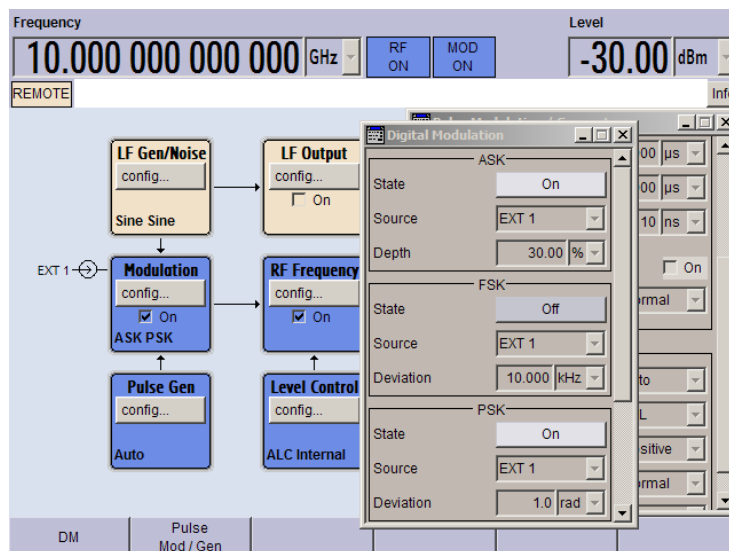 Frequency
Level
10.000 000 000 000 GHz
RF ON
MOD ON
-30.00 dBm
REMOTE
Info
LF Gen/Noise
config...
Sine Sine
LF Output
config...
On
EXT 1
Modulation
config...
On
ASK PSK
RF Frequency
config...
On
Pulse Gen
config...
Auto
Level Control
config...
ALC Internal
Digital Modulation
ASK
State On
Source EXT 1
Depth 30.00 %
FSK
State Off
Source EXT 1
Deviation 10.000 kHz
PSK
State On
Source EXT 1
Deviation 1.0 rad
00 µs
00 µs
10 ns
On
ormal
to
L
sitive
ormal
DM
Pulse
Mod / Gen